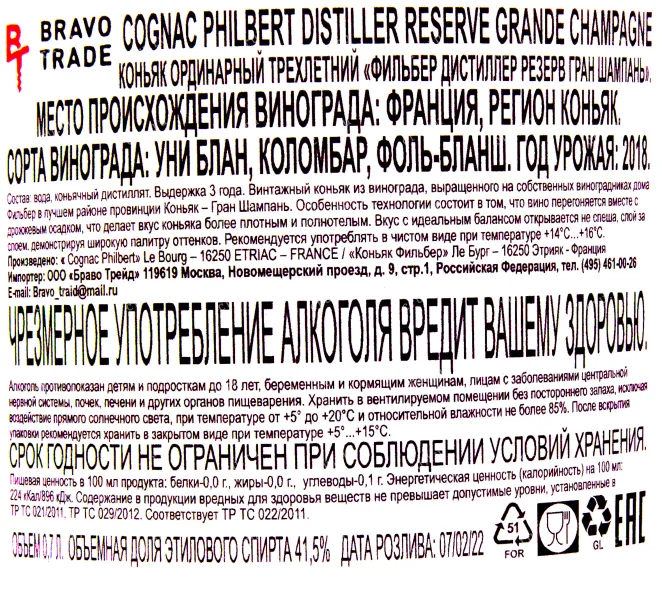 BRAVO TRADE
COGNAC PHILBERT DISTILLER RESERVE GRANDE CHAMPAGNE
КОНЬЯК ОРДИНАРНЫЙ ТРЕХЛЕТНИЙ «ФИЛЬБЕР ДИСТИЛЛЕР РЕЗЕРВ ГРАН ШАМПАНЬ».
МЕСТО ПРОИСХОЖДЕНИЯ ВИНОГРАДА: ФРАНЦИЯ, РЕГИОН КОНЬЯК.
СОРТА ВИНОГРАДА: УНИ БЛАН, КОЛОМБАР, ФОЛЬ-БЛАНШ. ГОД УРОЖАЯ: 2018.
Состав: вода, коньячный дистиллят. Выдержка 3 года. Винтажный коньяк из винограда, выращенного на собственных виноградниках дома
Фильбер в лучшем районе провинции Коньяк – Гран Шампань. Особенность технологии состоит в том, что вино перегоняется вместе с
дрожжевым осадком, что делает вкус коньяка более плотным и полнотелым. Вкус с идеальным балансом открывается не спеша, слой за
слоем, демонстрируя широкую палитру оттенков. Рекомендуется употреблять в чистом виде при температуре +14°С...+16°С.
Произведено: « Cognac Philbert» Le Bourg – 16250 ETRIAC – FRANCE / «Коньяк Фильбер» Ле Бург – 16250 Этрияк - Франция
Импортер: ООО «Браво Трейд» 119619 Москва, Новомещерский проезд, д. 9, стр.1, Российская Федерация, тел. (495) 461-00-26
E-mail: Bravo_traid@mail.ru
ЧРЕЗМЕРНОЕ УПОТРЕБЛЕНИЕ АЛКОГОЛЯ ВРЕДИТ ВАШЕМУ ЗДОРОВЬЮ.
Алкоголь противопоказан детям и подросткам до 18 лет, беременным и кормящим женщинам, лицам с заболеваниями центральной
нервной системы, почек, печени и других органов пищеварения. Хранить в вентилируемом помещении без постороннего запаха, исключая
воздействие прямого солнечного света, при температуре от +5° до +20°С и относительной влажности не более 85%. После вскрытия
упаковки рекомендуется хранить в закрытом виде при температуре +5°...+15°С.
СРОК ГОДНОСТИ НЕ ОГРАНИЧЕН ПРИ СОБЛЮДЕНИИ УСЛОВИЙ ХРАНЕНИЯ.
Пищевая ценность в 100 мл продукта: белки-0,0 г., жиры-0,0 г., углеводы-0,1 г. Энергетическая ценность (калорийность) на 100 мл:
224 кКал/896 кДж. Содержание в продукции вредных для здоровья веществ не превышает допустимые уровни, установленные в
ТР ТС 021/2011. ТР ТС 029/2012. Соответствует ТР ТС 022/2011.
ОБЪЕМ 0,7 Л. ОБЪЕМНАЯ ДОЛЯ ЭТИЛОВОГО СПИРТА 41,5% ДАТА РОЗЛИВА: 07/02/22
51
FOR
GL
EAC